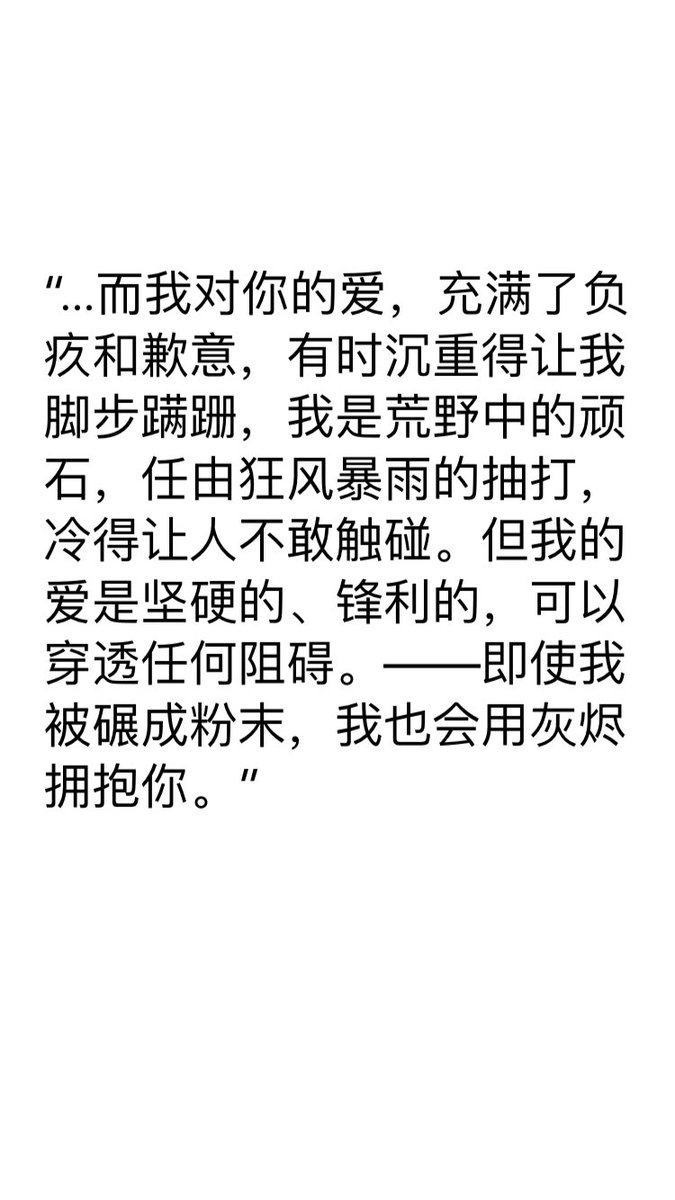 “...而我对你的爱，充满了负
疚和歉意，有时沉重得让我
脚步蹒跚，我是荒野中的顽
石，任由狂风暴雨的抽打，
冷得让人不敢触碰。但我的
爱是坚硬的、锋利的，可以
穿透任何阻碍。——即使我
被碾成粉末，我也会用灰烬
拥抱你。”